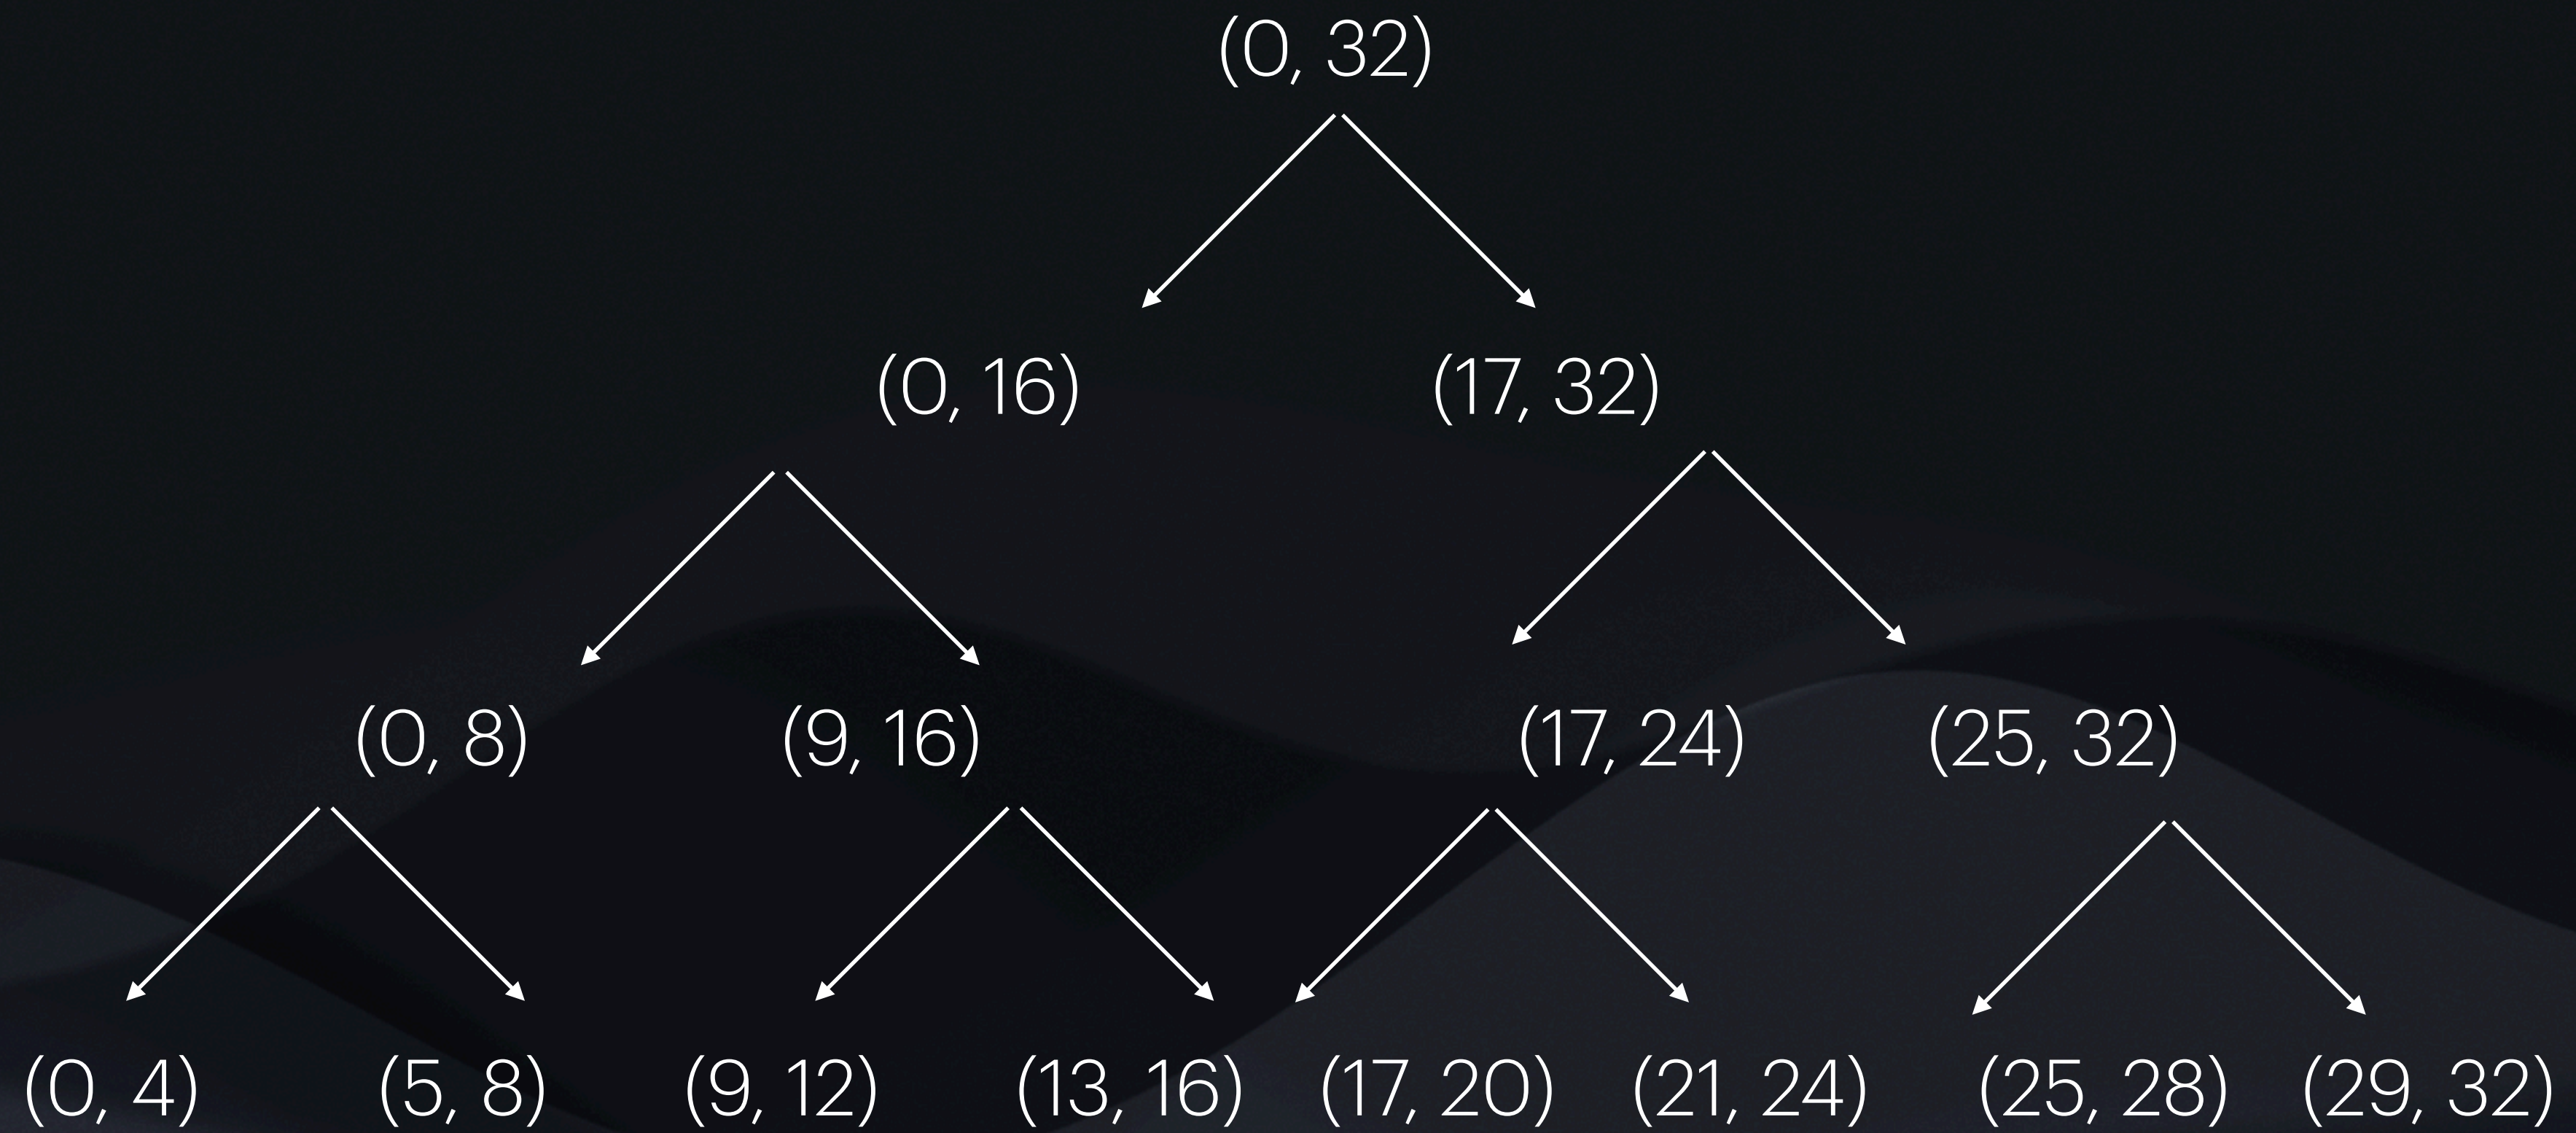 (0, 32)
(0, 16) (17, 32)
(0, 8) (9, 16) (17, 24) (25, 32)
(0, 4) (5, 8) (9, 12) (13, 16) (17, 20) (21, 24) (25, 28) (29, 32)